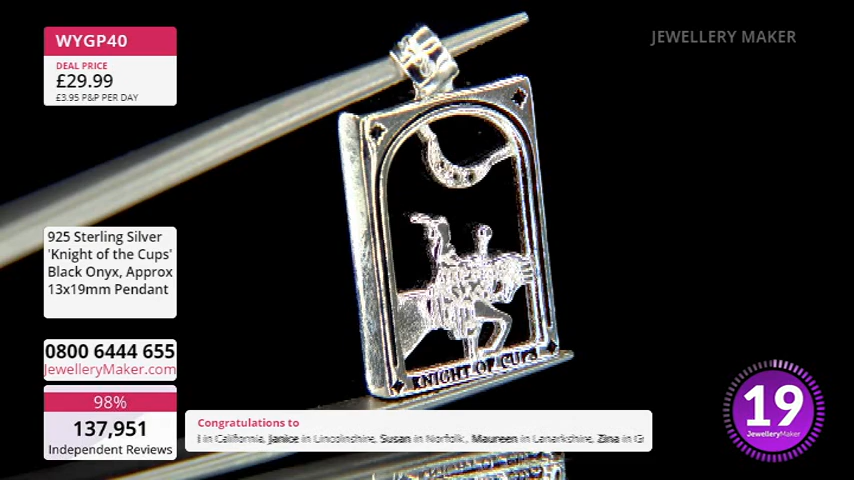 WYGP40
DEAL PRICE
£29.99
£3.95 P&P PER DAY
JEWELLERY MAKER
925 Sterling Silver
'Knight of the Cups'
Black Onyx, Approx
13x19mm Pendant
KNIGHT OF CUPS
0800 6444 655
JewelleryMaker.com
98%
137,951
Independent Reviews
Congratulations to
in California, Janice in Lincolnshire, Susan in Norfolk, Maureen in Lanarkshire, Zina in
19
JewelleryMaker